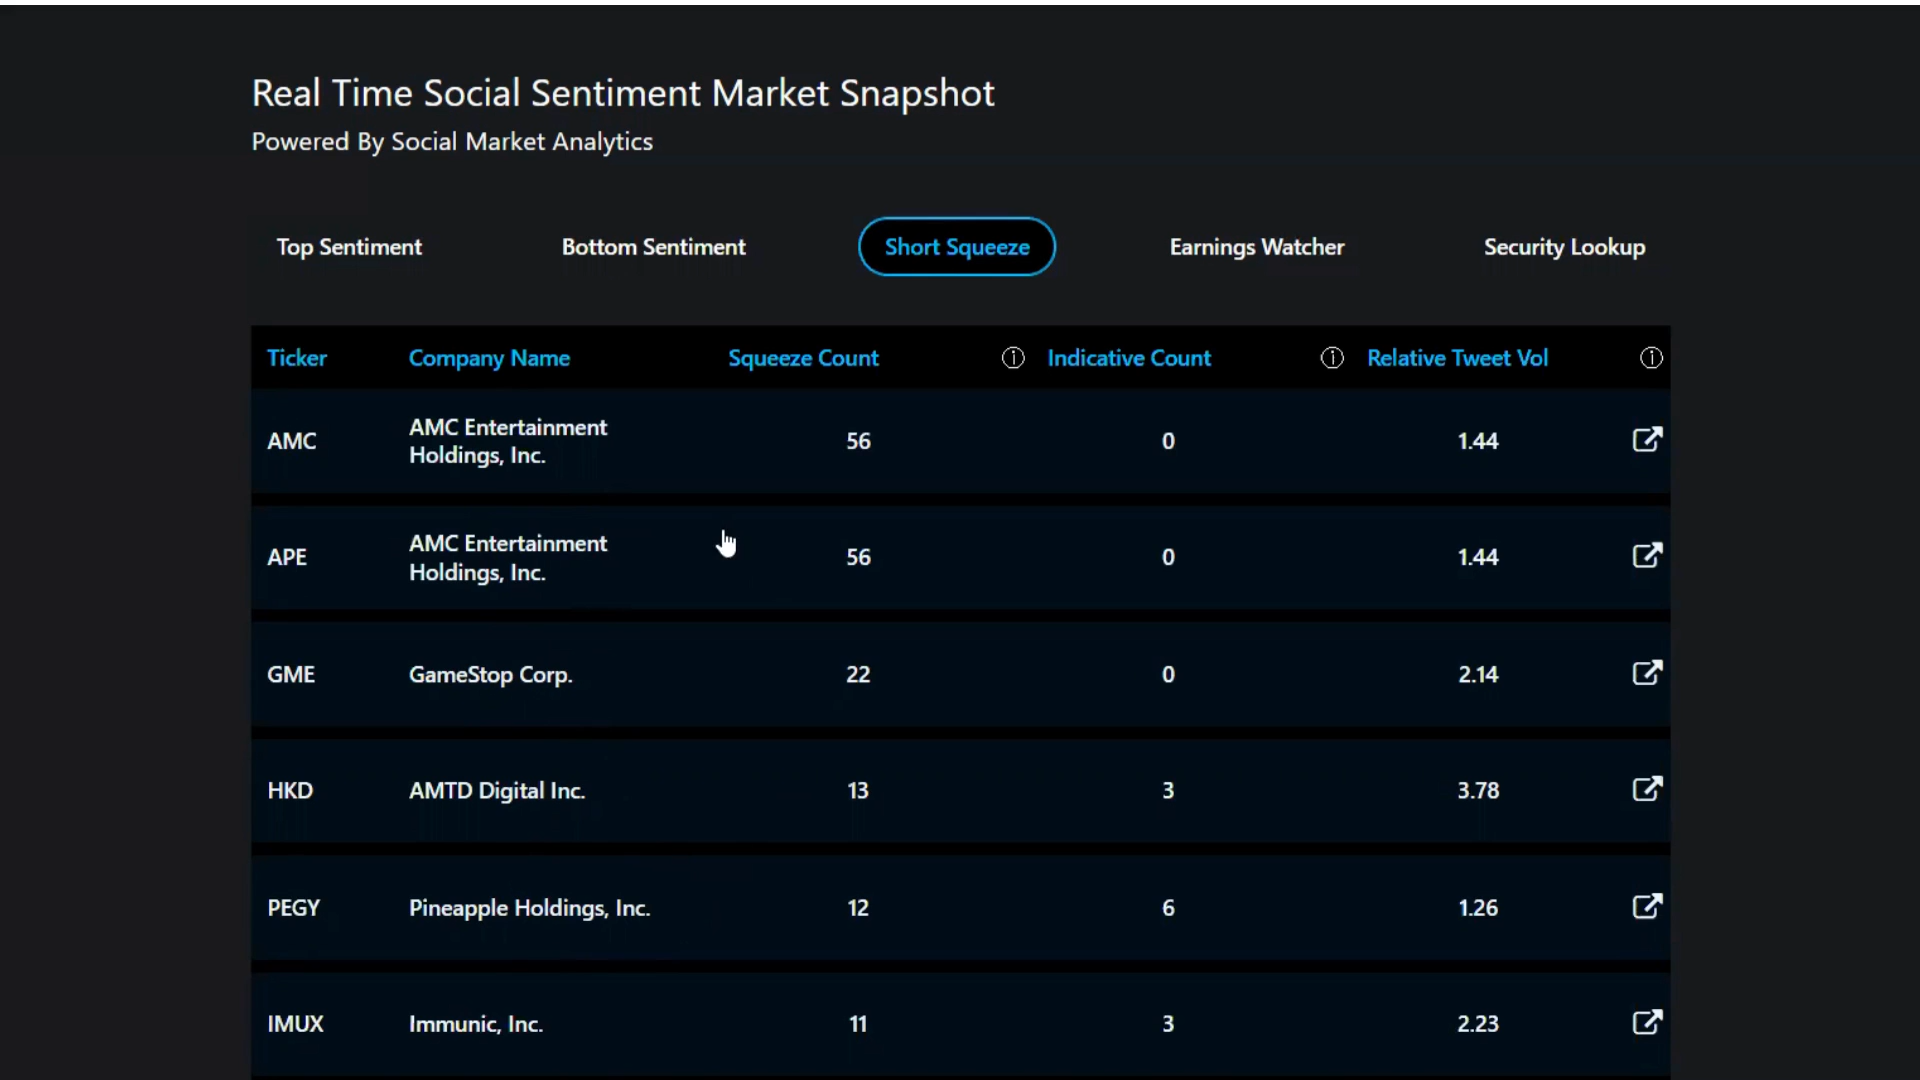 Real Time Social Sentiment Market Snapshot
Powered By Social Market Analytics
Top Sentiment Bottom Sentiment Short Squeeze Earnings Watcher Security Lookup
Ticker Company Name Squeeze Count Indicative Count Relative Tweet Vol
AMC AMC Entertainment Holdings, Inc. 56 0 1.44
APE AMC Entertainment Holdings, Inc. 56 0 1.44
GME GameStop Corp. 22 0 2.14
HKD AMTD Digital Inc. 13 3 3.78
PEGY Pineapple Holdings, Inc. 12 6 1.26
IMUX Immunic, Inc. 11 3 2.23